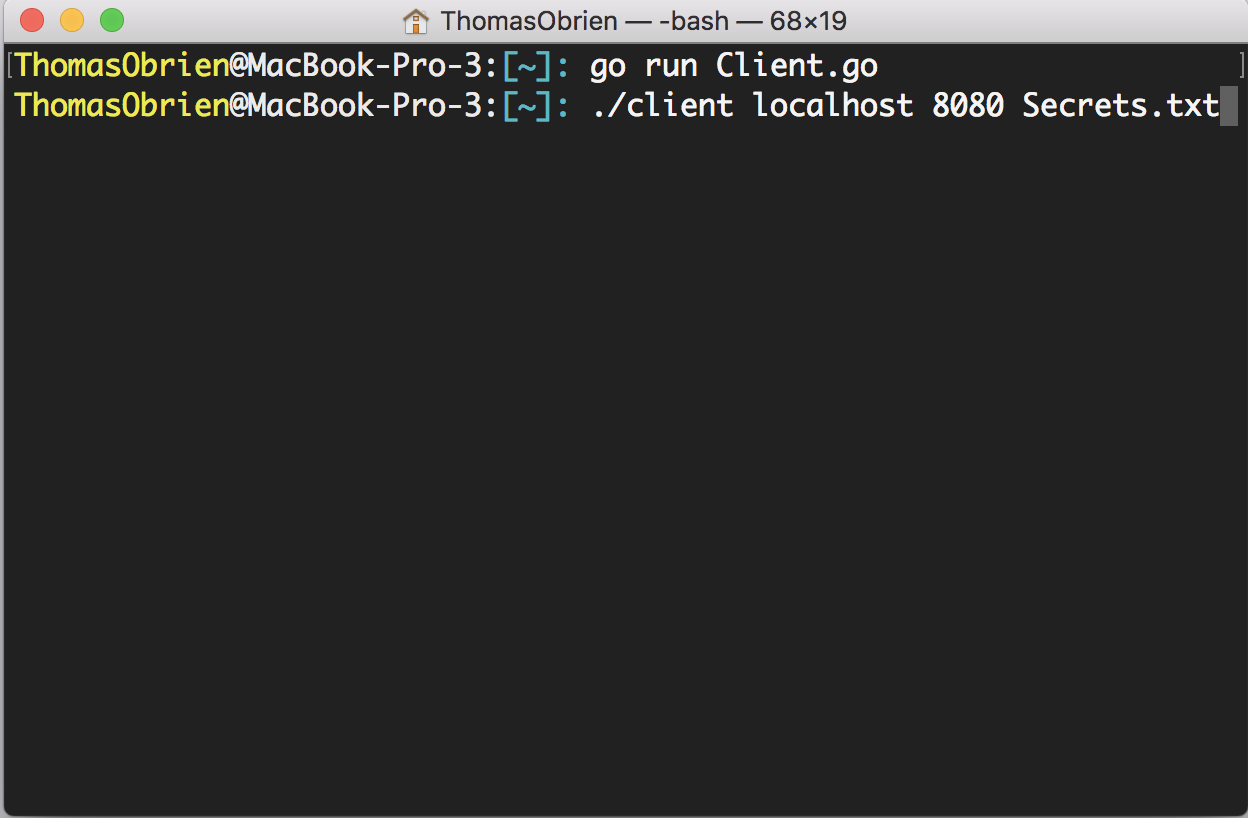 ThomasObrien — -bash — 68×19
[ThomasObrien@MacBook-Pro-3:[~]: go run Client.go ]
ThomasObrien@MacBook-Pro-3:[~]: ./client localhost 8080 Secrets.txt